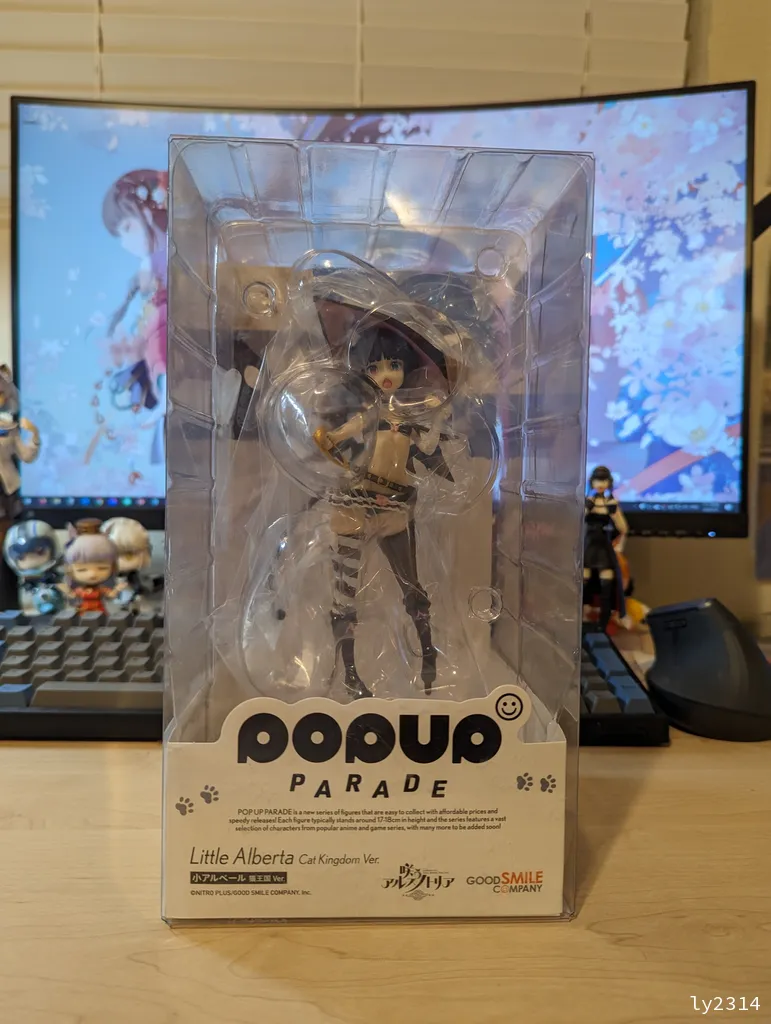 POPUP
PARADE
POP UP PARADE is a new series of figures that are easy to collect with affordable prices and
speedy releases! Each figure typically stands around 17-18cm in height and the series features a vast
selection of characters from popular anime and game series, with many more to be added soon!
Little Alberta Cat Kingdom Ver.
小アルベール 猫王国 Ver.
咲う
アルスノトリア
GOOD SMILE
COMPANY
©NITRO PLUS/GOOD SMILE COMPANY, Inc.
ly2314